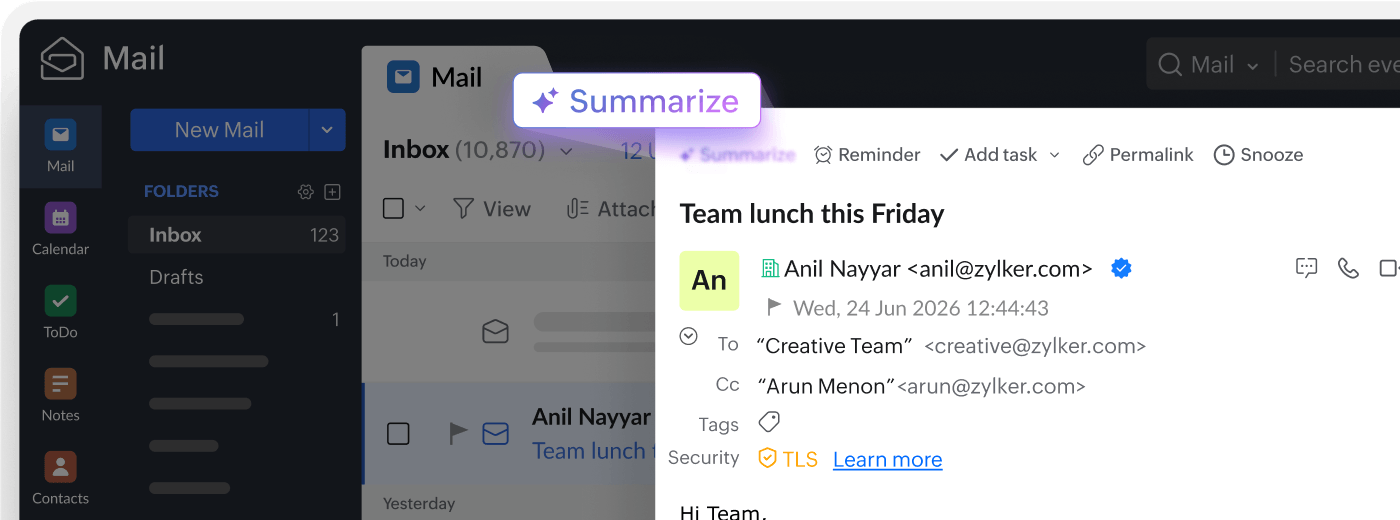 Mail
Mail
Search eve
Mail
Summarize
New Mail
Mail
Inbox (10,870)
12 U
Summarize
Reminder
Add task
Permalink
Snooze
FOLDERS
View
Attach
Team lunch this Friday
Inbox 123
Calendar
Today
Drafts
An
Anil Nayyar <anil@zylker.com>
Wed, 24 Jun 2026 12:44:43
1
ToDo
To "Creative Team" <creative@zylker.com>
Cc "Arun Menon" <arun@zylker.com>
Notes
Anil Nayyar
Team lunch
Tags
Security TLS Learn more
Contacts
Yesterday
Hi Team,